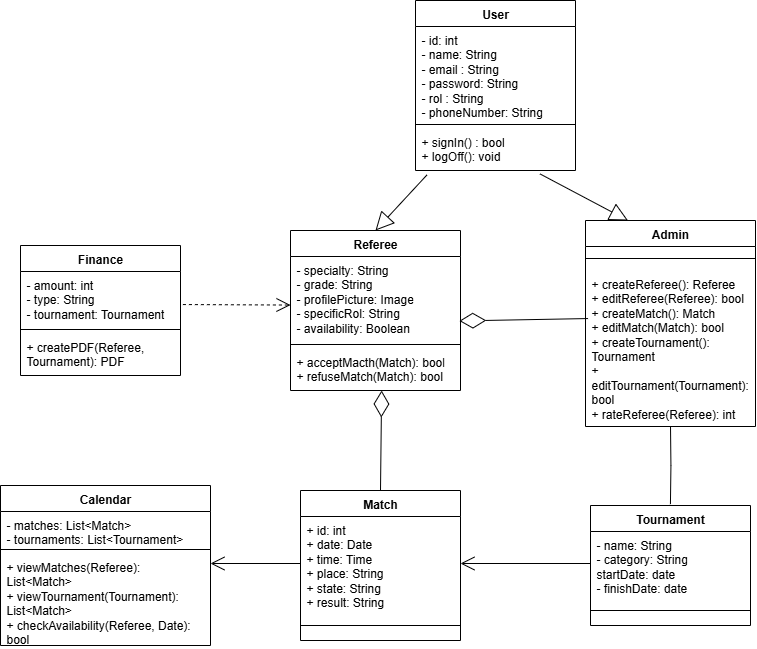 User
- id: int
- name: String
- email : String
- password: String
- rol : String
- phoneNumber: String
+ signIn() : bool
+ logOff(): void
Referee
- specialty: String
- grade: String
- profilePicture: Image
- specificRol: String
- availability: Boolean
+ acceptMacth(Match): bool
+ refuseMatch(Match): bool
Admin
+ createReferee(): Referee
+ editReferee(Referee): bool
+ createMatch(): Match
+ editMatch(Match): bool
+ createTournament():
Tournament
+
editTournament(Tournament):
bool
+ rateReferee(Referee): int
Finance
- amount: int
- type: String
- tournament: Tournament
+ createPDF(Referee,
Tournament): PDF
Calendar
- matches: List<Match>
- tournaments: List<Tournament>
+ viewMatches(Referee):
List<Match>
+ viewTournament(Tournament):
List<Match>
+ checkAvailability(Referee, Date):
bool
Match
+ id: int
+ date: Date
+ time: Time
+ place: String
+ state: String
+ result: String
Tournament
- name: String
- category: String
startDate: date
- finishDate: date